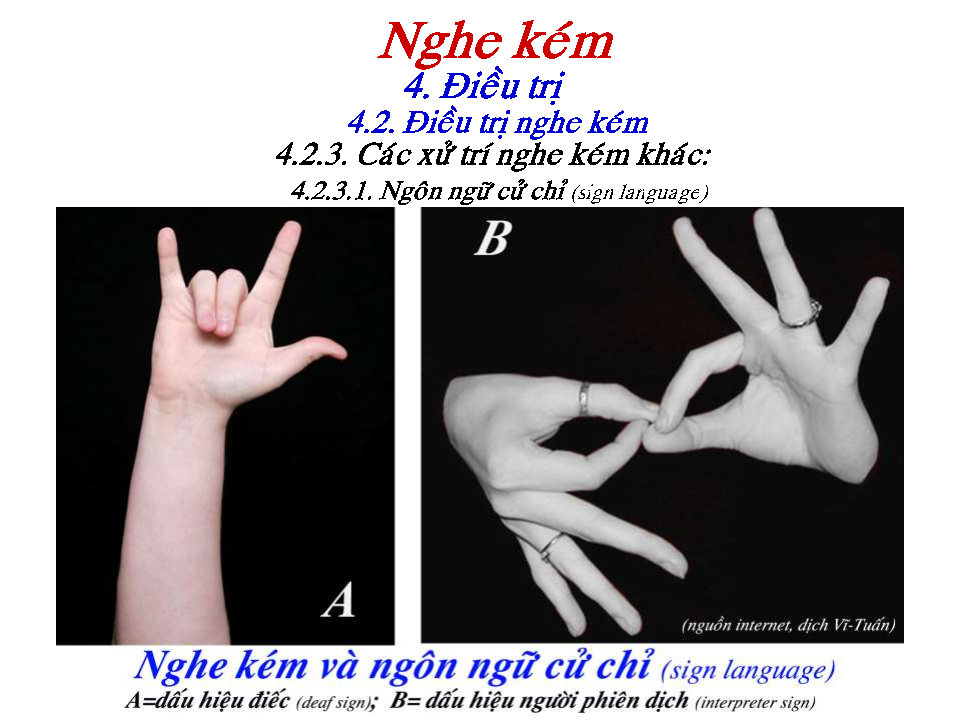 Nghe kém
4. Điều trị
4.2. Điều trị nghe kém
4.2.3. Các xử trí nghe kém khác:
4.2.3.1. Ngôn ngữ cử chỉ (sign language)
B
A
(nguồn internet, dịch Vĩ-Tuấn)
Nghe kém và ngôn ngữ cử chỉ (sign language)
A=dấu hiệu điếc (deaf sign); B= dấu hiệu người phiên dịch (interpreter sign)